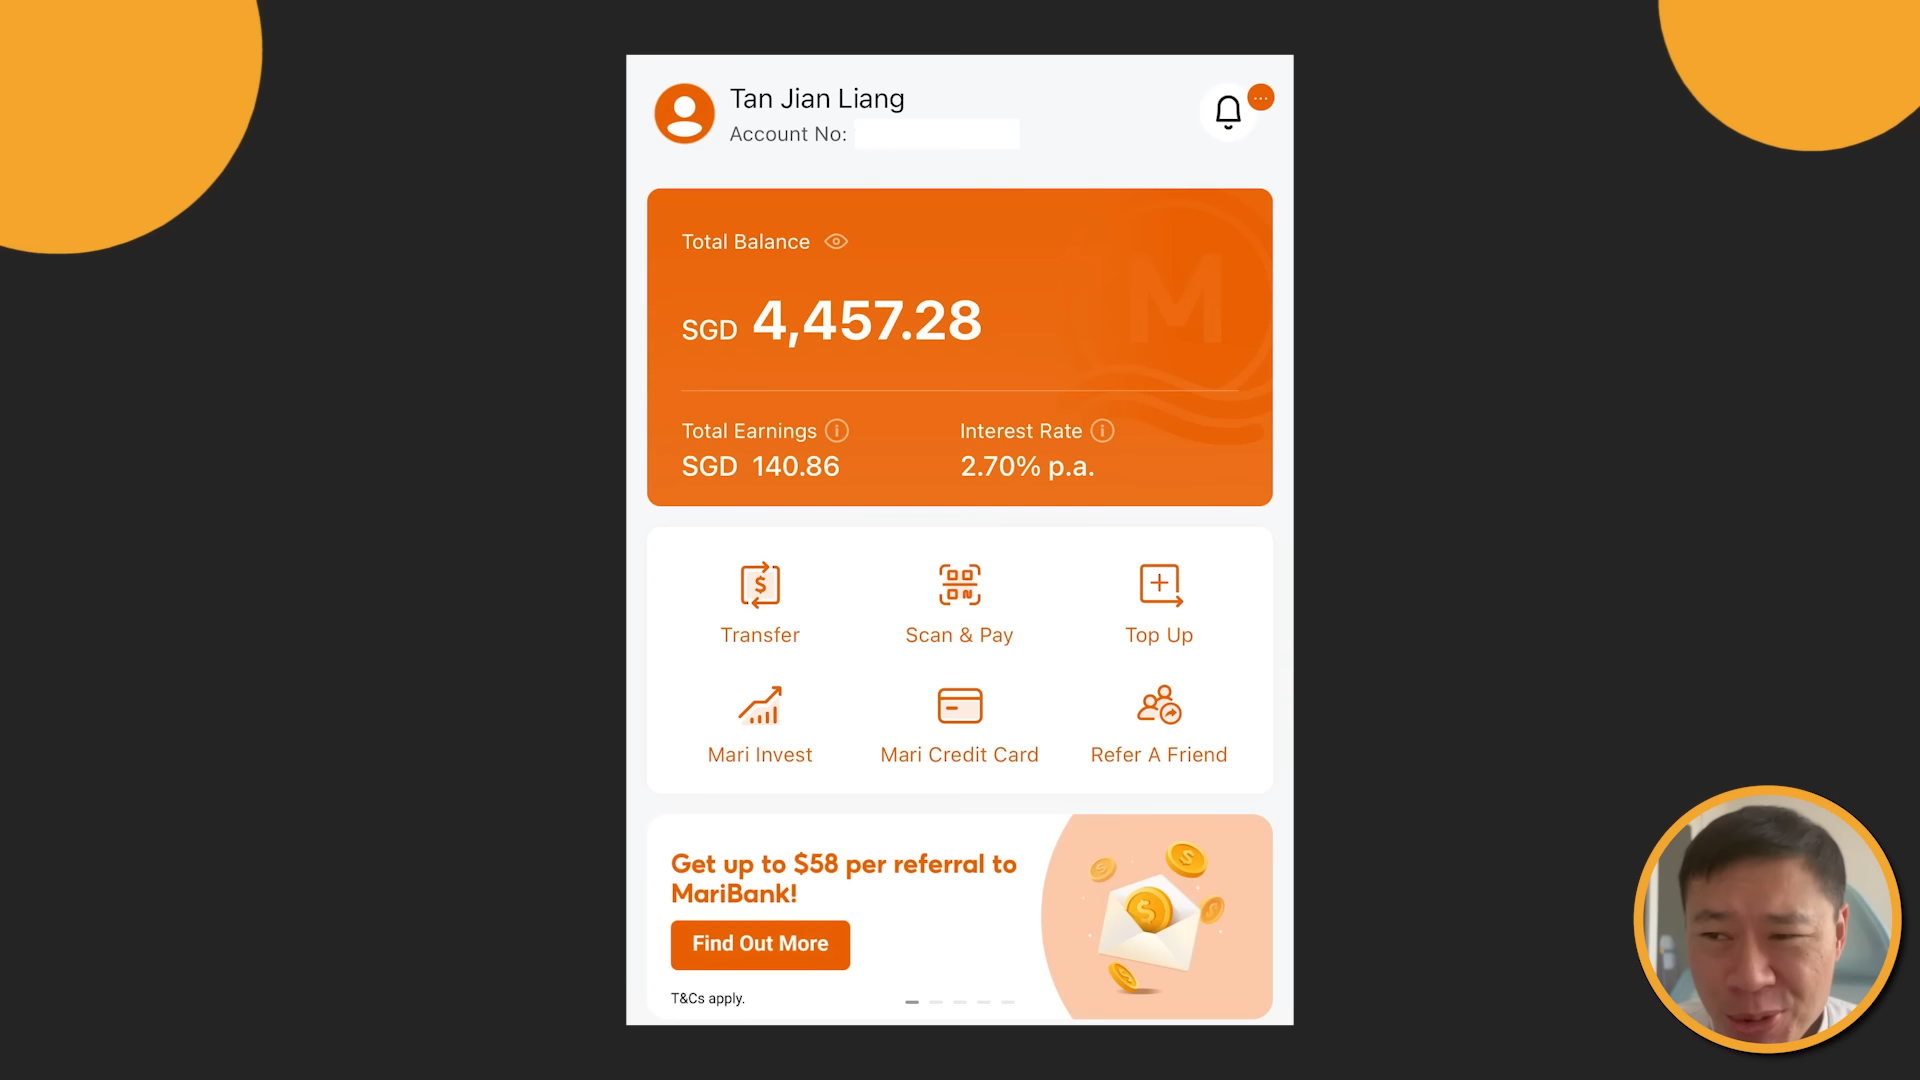 Tan Jian Liang
Account No:
Total Balance
SGD 4,457.28
M
Total Earnings
Interest Rate
SGD 140.86
2.70% p.a.
Transfer
Scan & Pay
Top Up
Mari Invest
Mari Credit Card
Refer A Friend
Get up to $58 per referral to
MariBank!
Find Out More
T&Cs apply.